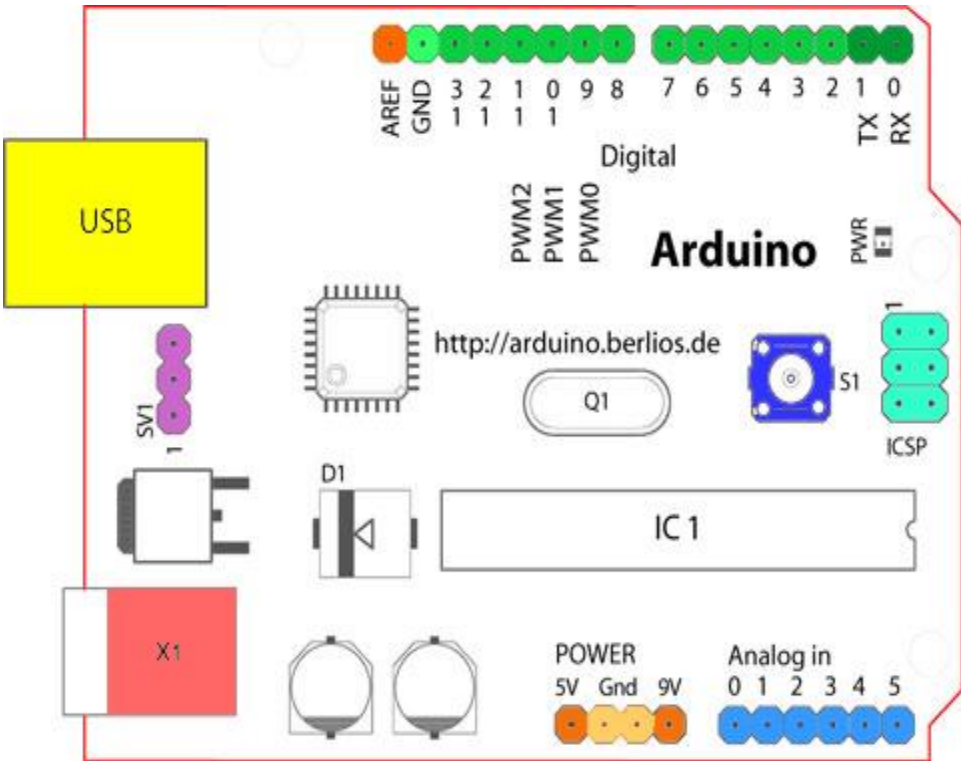 AREF GND 13 12 11 10 9 8 7 6 5 4 3 2 1 0
TX RX
Digital
PWM2 PWM1 PWM0
USB
Arduino
PWR
1
http://arduino.berlios.de
S1
Q1
SV1
1
ICSP
D1
IC 1
X1
POWER
5V Gnd 9V
Analog in
0 1 2 3 4 5